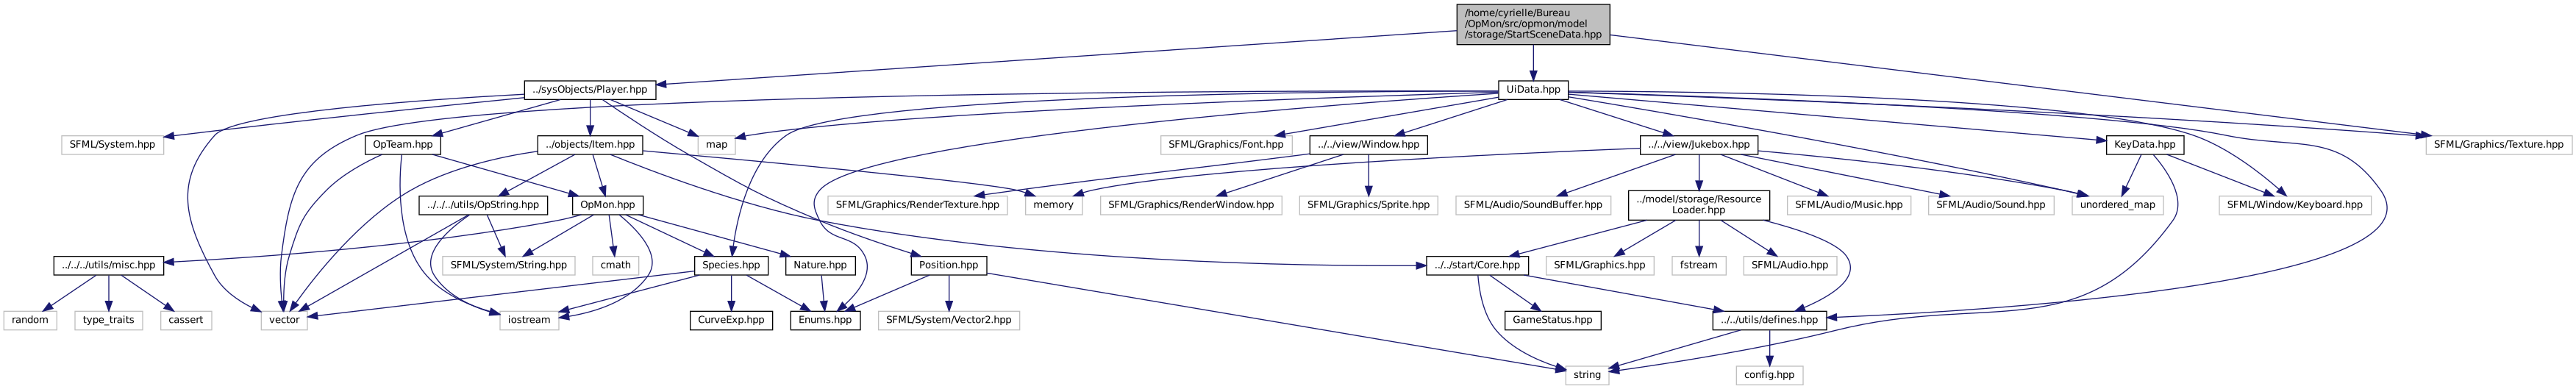 /home/cyrielle/Bureau
/OpMon/src/opmon/model
/storage/StartSceneData.hpp
../sysObjects/Player.hpp
UiData.hpp
SFML/System.hpp
OpTeam.hpp
../objects/Item.hpp
map
SFML/Graphics/Font.hpp
../../view/Window.hpp
../../view/Jukebox.hpp
KeyData.hpp
SFML/Graphics/Texture.hpp
../../../utils/OpString.hpp
OpMon.hpp
SFML/Graphics/RenderTexture.hpp
memory
SFML/Graphics/RenderWindow.hpp
SFML/Graphics/Sprite.hpp
SFML/Audio/SoundBuffer.hpp
../model/storage/Resource
Loader.hpp
SFML/Audio/Music.hpp
SFML/Audio/Sound.hpp
unordered_map
SFML/Window/Keyboard.hpp
../../../utils/misc.hpp
SFML/System/String.hpp
cmath
Species.hpp
Nature.hpp
Position.hpp
../../start/Core.hpp
SFML/Graphics.hpp
fstream
SFML/Audio.hpp
random
type_traits
cassert
vector
iostream
CurveExp.hpp
Enums.hpp
SFML/System/Vector2.hpp
GameStatus.hpp
../../utils/defines.hpp
string
config.hpp